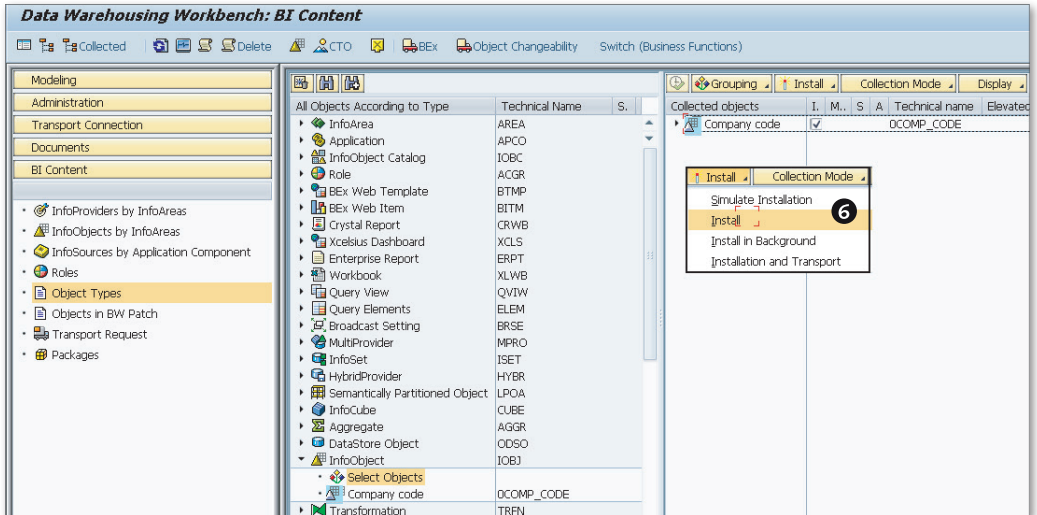 Data Warehousing Workbench: BI Content
Collected Delete CTO BEx Object Changeability Switch (Business Functions)
Modeling
Administration
Transport Connection
Documents
BI Content
InfoProviders by InfoAreas
InfoObjects by InfoAreas
InfoSources by Application Component
Roles
Object Types
Objects in BW Patch
Transport Request
Packages
All Objects According to Type Technical Name S.
InfoArea AREA
Application APCO
InfoObject Catalog IOBC
Role ACGR
BEx Web Template BTMP
BEx Web Item BITM
Crystal Report CRWB
Xcelsius Dashboard XCLS
Enterprise Report ERPT
Workbook XLWB
Query View QVIW
Query Elements ELEM
Broadcast Setting BRSE
MultiProvider MPRO
InfoSet ISET
HybridProvider HYBR
Semantically Partitioned Object LPOA
InfoCube CUBE
Aggregate AGGR
DataStore Object ODSO
InfoObject IOBJ
Select Objects
Company code 0COMP_CODE
Transformation TRFN
Grouping Install Collection Mode Display
Collected objects I. M.. S A Technical name Elevated
Company code 0COMP_CODE
Install Collection Mode
Simulate Installation
Install 6
Install in Background
Installation and Transport